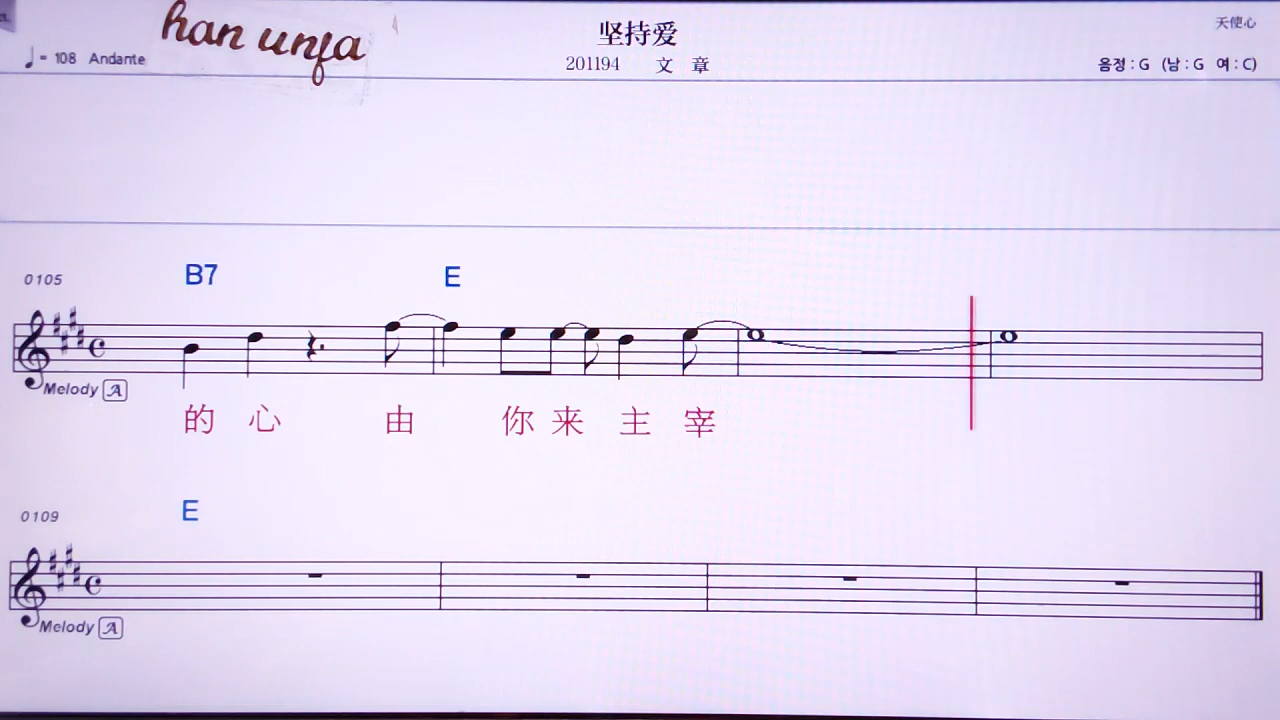 han unfa
坚持爱
天使心
♩= 108 Andante
201194 文 章
음정 : G (남 : G 여 : C)
0105 B7 E
Melody A
的 心 由 你 来 主 宰
0109 E
Melody A